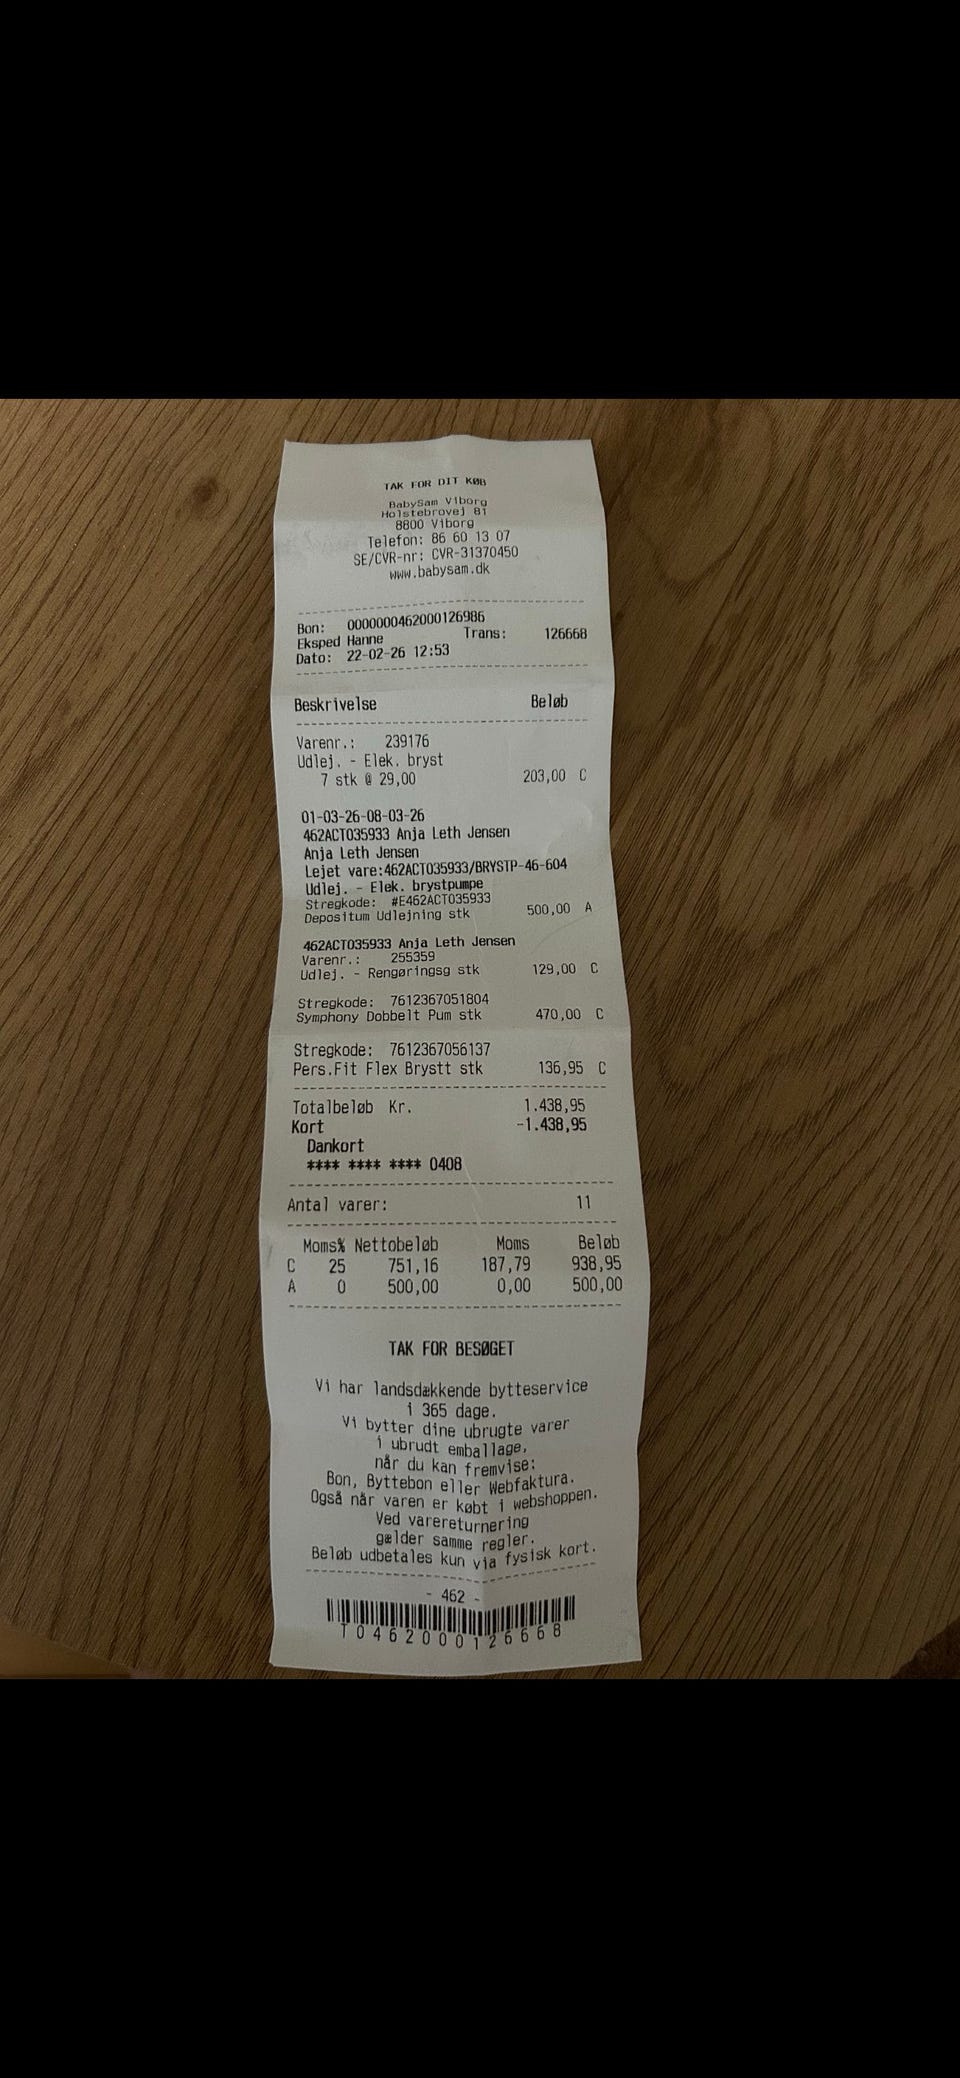 TAK FOR DIT KØB
BabySam Viborg
Holstebrovej 81
8800 Viborg
Telefon: 86 60 13 07
SE/CVR-nr: CVR-31370450
www.babysam.dk
Bon: 0000000462000126986
Eksped Hanne Trans: 126668
Dato: 22-02-26 12:53
Beskrivelse Beløb
Varenr.: 239176
Udlej. - Elek. bryst
7 stk @ 29,00 203,00 C
01-03-26-08-03-26
462ACT035933 Anja Leth Jensen
Anja Leth Jensen
Lejet vare:462ACT035933/BRYSTP-46-604
Udlej. - Elek. brystpumpe
Stregkode: #E462ACT035933
Depositum Udlejning stk 500,00 A
462ACT035933 Anja Leth Jensen
Varenr.: 255359
Udlej. - Rengøringsg stk 129,00 C
Stregkode: 7612367051804
Symphony Dobbelt Pum stk 470,00 C
Stregkode: 7612367056137
Pers.Fit Flex Brystt stk 136,95 C
Totalbeløb Kr. 1.438,95
Kort -1.438,95
Dankort
**** **** **** 0408
Antal varer: 11
Moms% Nettobeløb Moms Beløb
C 25 751,16 187,79 938,95
A 0 500,00 0,00 500,00
TAK FOR BESØGET
Vi har landsdækkende bytteservice
i 365 dage.
Vi bytter dine ubrugte varer
i ubrudt emballage,
når du kan fremvise:
Bon, Byttebon eller Webfaktura.
Også når varen er købt i webshoppen.
Ved varereturnering
gælder samme regler.
Beløb udbetales kun via fysisk kort.
- 462 -
T0462000126668